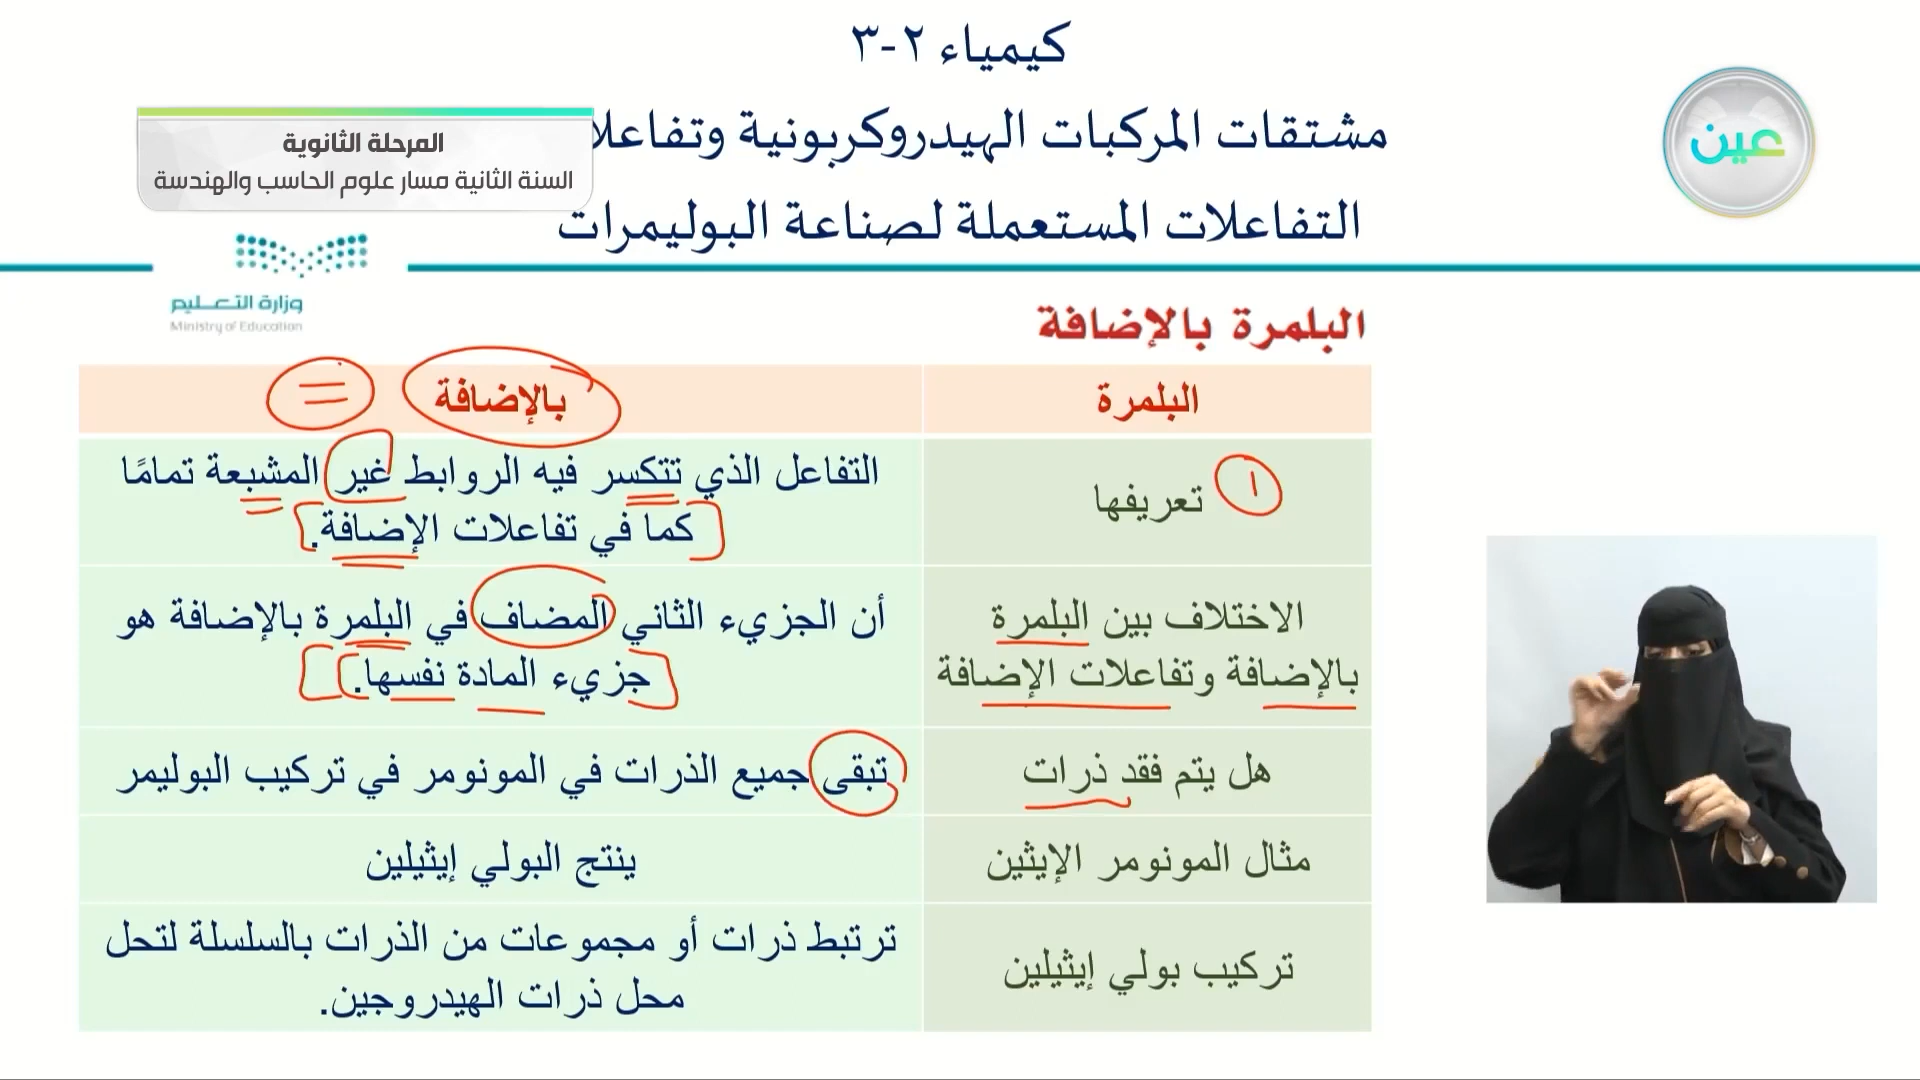 كيمياء ٢-٣
مشتقات المركبات الهيدروكربونية
التفاعلات المستعملة لصناعة البوليمرات
عين
المرحلة الثانوية
السنة الثانية مسار علوم الحاسب والهندسة
وزارة التعليم
Ministry of Education
البلمرة بالإضافة
البلمرة
بالإضافة
=
١
تعريفها
التفاعل الذي تتكسر فيه الروابط غير المشبعة تمامًا
كما في تفاعلات الإضافة.
الاختلاف بين البلمرة
بالإضافة وتفاعلات الإضافة
أن الجزيء الثاني المضاف في البلمرة بالإضافة هو
جزيء المادة نفسها.
هل يتم فقد ذرات
تبقى جميع الذرات في المونومر في تركيب البوليمر
مثال المونومر الإيثين
ينتج البولي إيثيلين
تركيب بولي إيثيلين
ترتبط ذرات أو مجموعات من الذرات بالسلسلة لتحل
محل ذرات الهيدروجين.